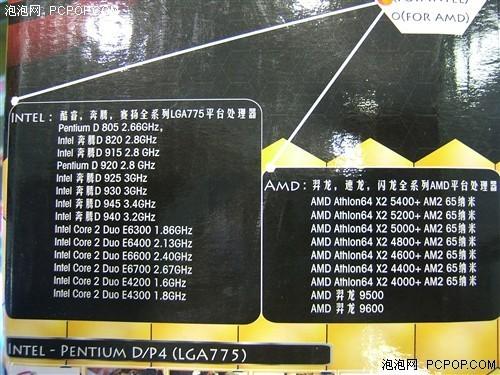 泡泡网 PCPOP.COM
O(FOR AMD)
INTEL：酷睿，奔腾，赛扬全系列LGA775平台处理器
Pentium D 805 2.66GHz,
Intel 奔腾D 820 2.8GHz
Intel 奔腾D 915 2.8 GHz
Pentium D 920 2.8 GHz
Intel 奔腾D 925 3GHz
Intel 奔腾D 930 3GHz
Intel 奔腾D 945 3.4GHz
Intel 奔腾D 940 3.2GHz
Intel Core 2 Duo E6300 1.86GHz
Intel Core 2 Duo E6400 2.13GHz
Intel Core 2 Duo E6600 2.40GHz
Intel Core 2 Duo E6700 2.67GHz
Intel Core 2 Duo E4200 1.6GHz
Intel Core 2 Duo E4300 1.8GHz
AMD：羿龙，速龙，闪龙全系列AMD平台处理器
AMD Athlon64 X2 5400+ AM2 65纳米
AMD Athlon64 X2 5200+ AM2 65纳米
AMD Athlon64 X2 5000+ AM2 65纳米
AMD Athlon64 X2 4800+ AM2 65纳米
AMD Athlon64 X2 4600+ AM2 65纳米
AMD Athlon64 X2 4400+ AM2 65纳米
AMD Athlon64 X2 4000+ AM2 65纳米
AMD 羿龙 9500
AMD 羿龙 9600
INTEL - PENTIUM D/P4 (LGA775)
泡泡网 PCPOP.COM